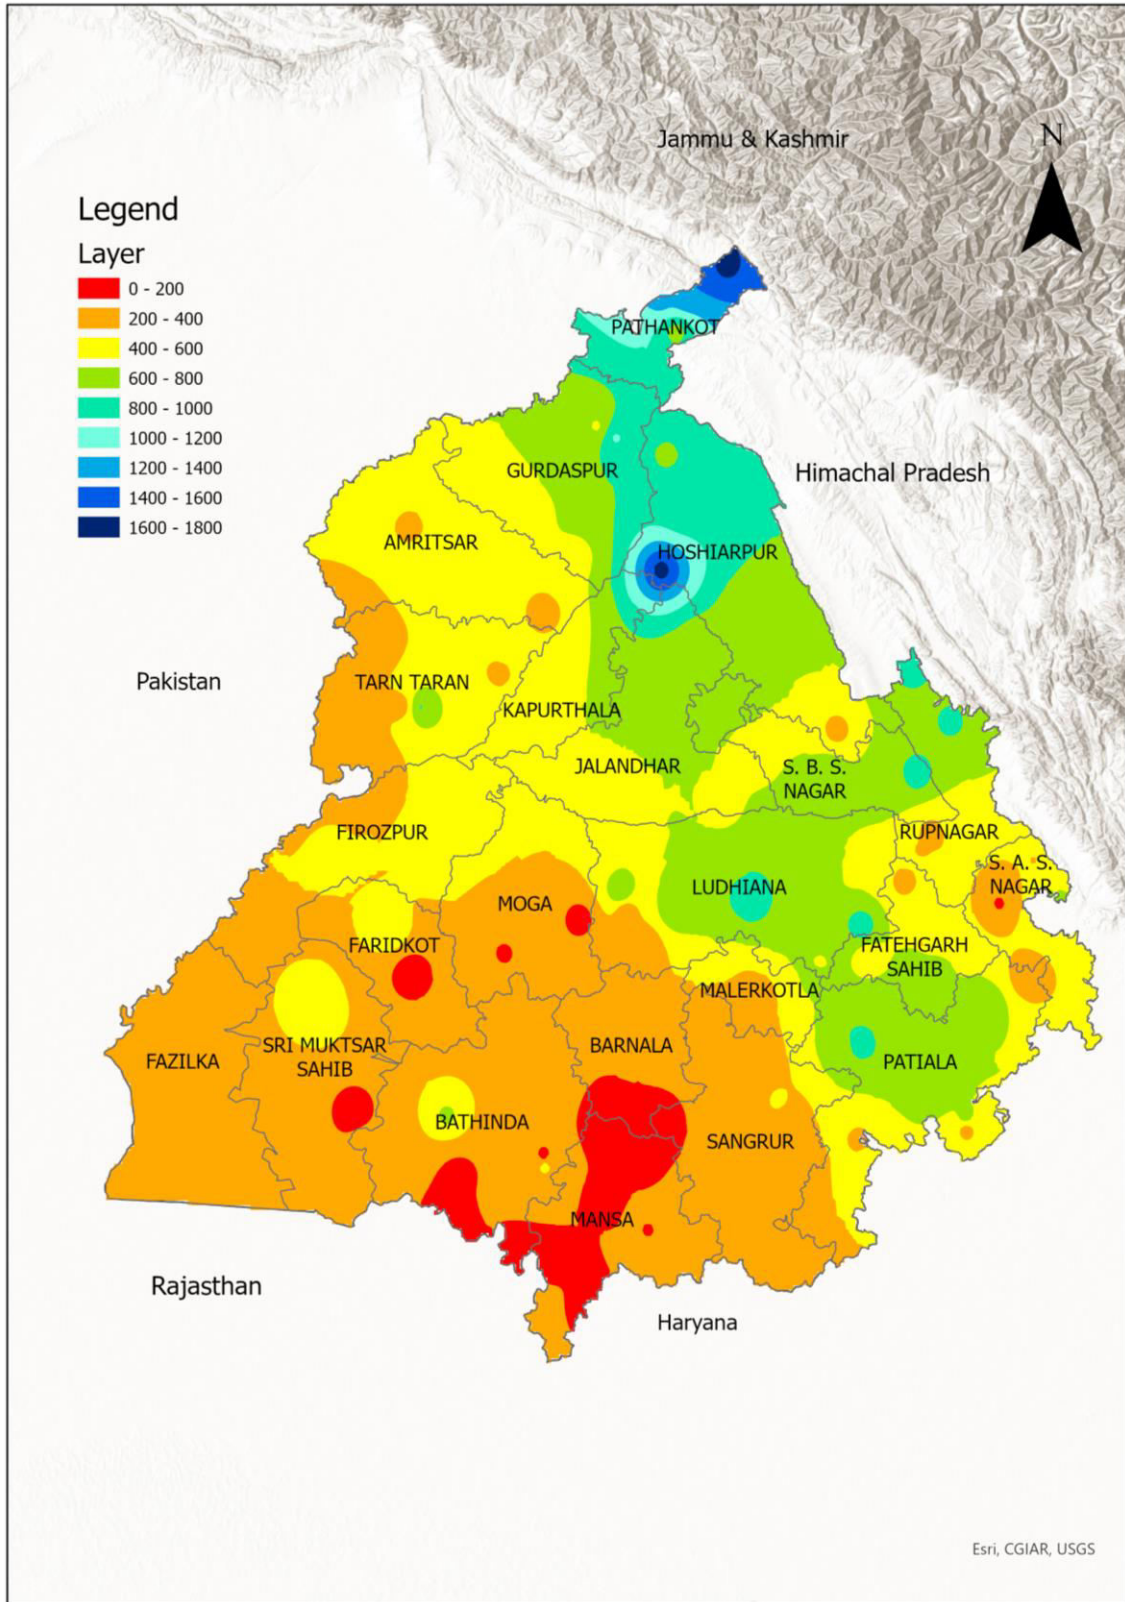 Jammu & Kashmir
N
Legend
Layer
0 - 200
200 - 400
400 - 600
600 - 800
800 - 1000
1000 - 1200
1200 - 1400
1400 - 1600
1600 - 1800
PATHANKOT
GURDASPUR
Himachal Pradesh
AMRITSAR
HOSHIARPUR
Pakistan
TARN TARAN
KAPURTHALA
JALANDHAR
S. B. S.
NAGAR
FIROZPUR
RUPNAGAR
S. A. S.
NAGAR
LUDHIANA
MOGA
FARIDKOT
FATEHGARH
SAHIB
MALERKOTLA
FAZILKA
SRI MUKTSAR
SAHIB
BARNALA
PATIALA
BATHINDA
SANGRUR
MANSA
Rajasthan
Haryana
Esri, CGIAR, USGS